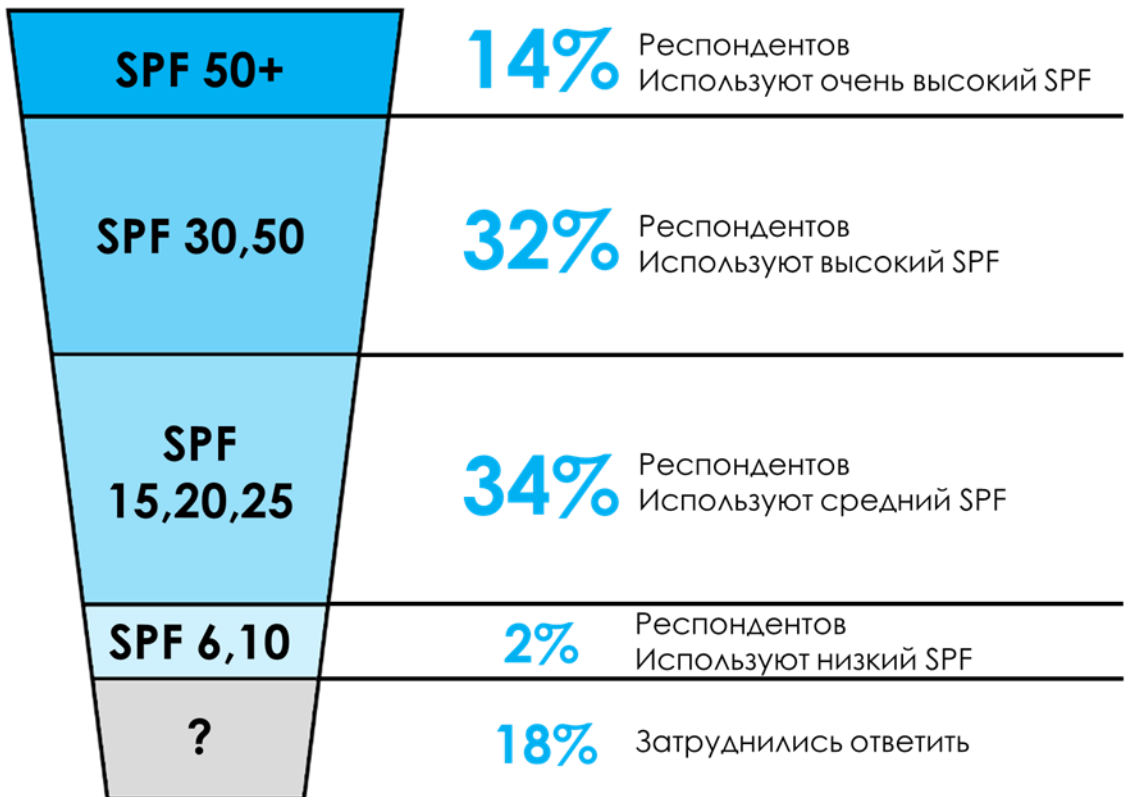 SPF 50+
14%
Респондентов
Используют очень высокий SPF
SPF 30,50
32%
Респондентов
Используют высокий SPF
SPF
15,20,25
34%
Респондентов
Используют средний SPF
SPF 6,10
2%
Респондентов
Используют низкий SPF
?
18%
Затруднились ответить